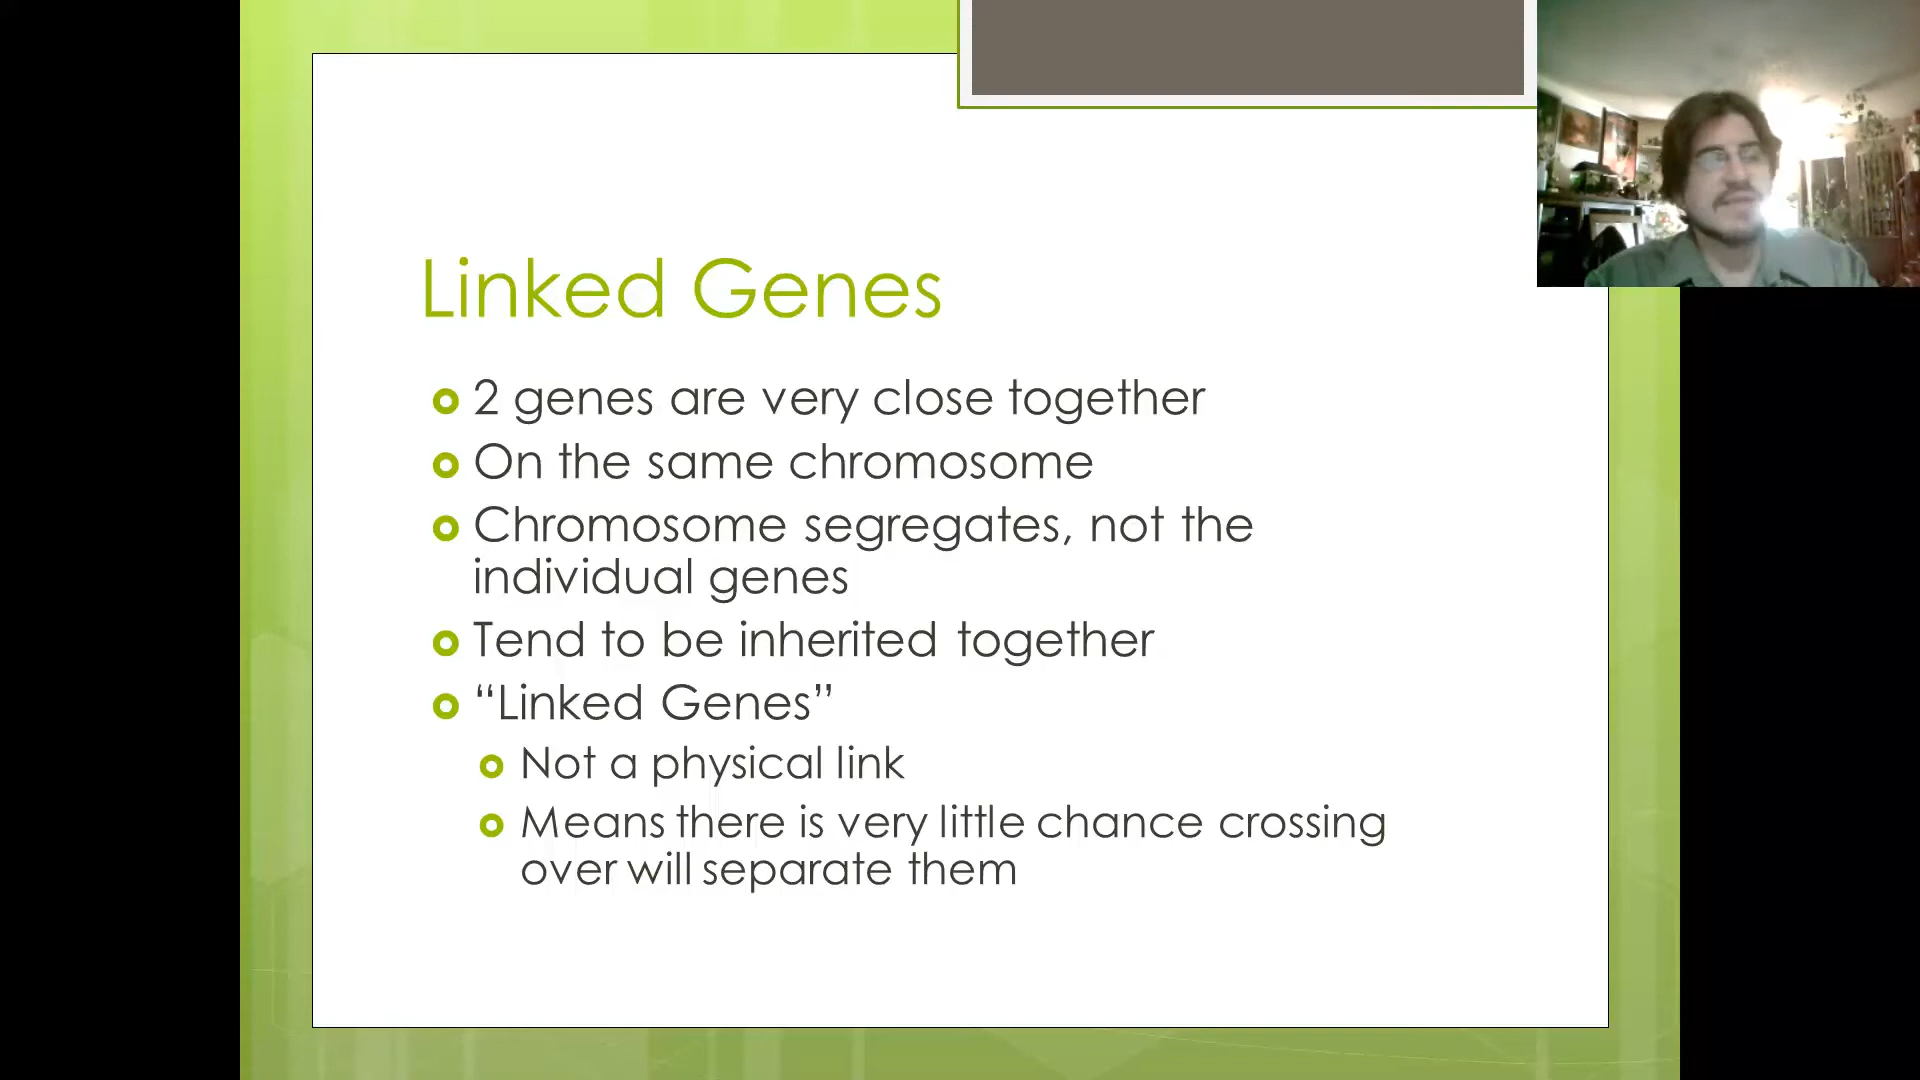 Linked Genes
2 genes are very close together
On the same chromosome
Chromosome segregates, not the
individual genes
Tend to be inherited together
“Linked Genes”
Not a physical link
Means there is very little chance crossing
over will separate them